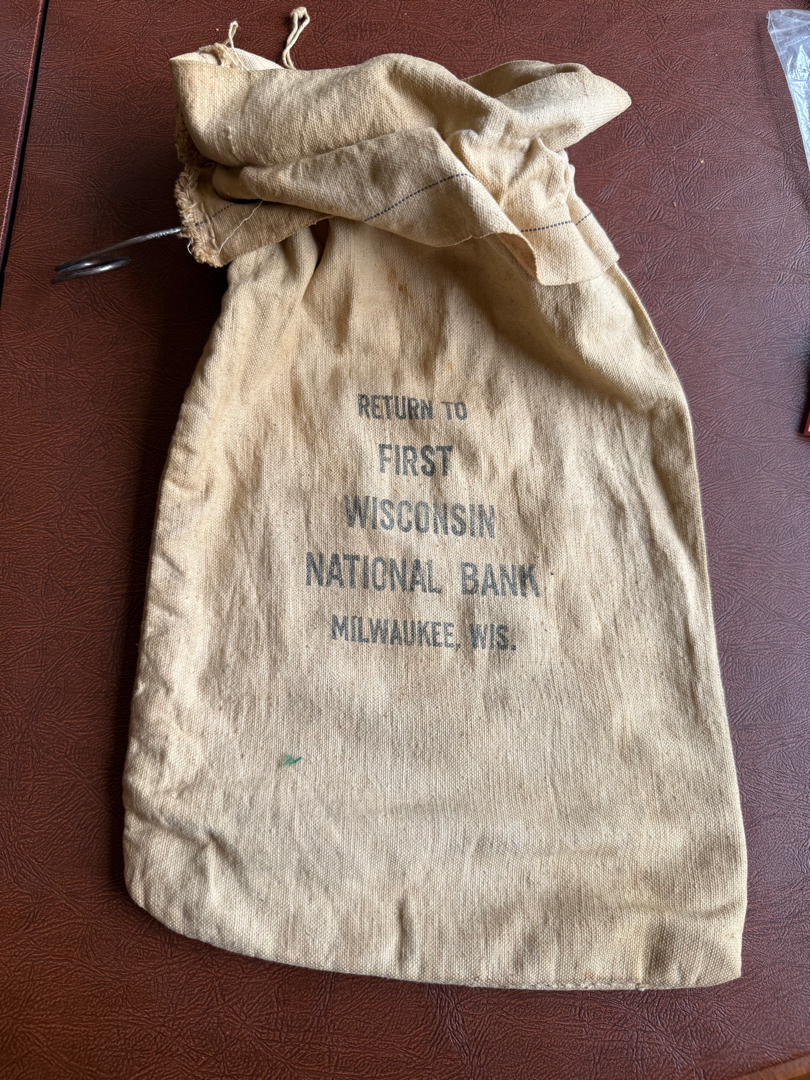 RETURN TO
FIRST
WISCONSIN
NATIONAL BANK
MILWAUKEE, WIS.